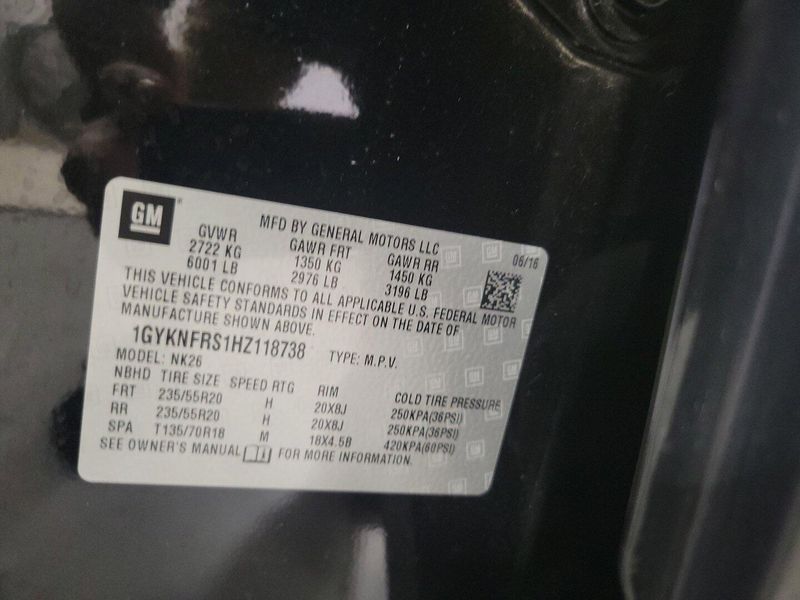 GM
MFD BY GENERAL MOTORS LLC
06/16
GVWR GAWR FRT GAWR RR
2722 KG 1350 KG 1450 KG
6001 LB 2976 LB 3196 LB
THIS VEHICLE CONFORMS TO ALL APPLICABLE U.S. FEDERAL MOTOR
VEHICLE SAFETY STANDARDS IN EFFECT ON THE DATE OF
MANUFACTURE SHOWN ABOVE.
1GYKNFRS1HZ118738 TYPE: M.P.V.
MODEL: NK26
NBHD TIRE SIZE SPEED RTG RIM COLD TIRE PRESSURE
FRT 235/55R20 H 20X8J 250KPA(36PSI)
RR 235/55R20 H 20X8J 250KPA(36PSI)
SPA T135/70R18 M 18X4.5B 420KPA(60PSI)
SEE OWNER'S MANUAL FOR MORE INFORMATION.